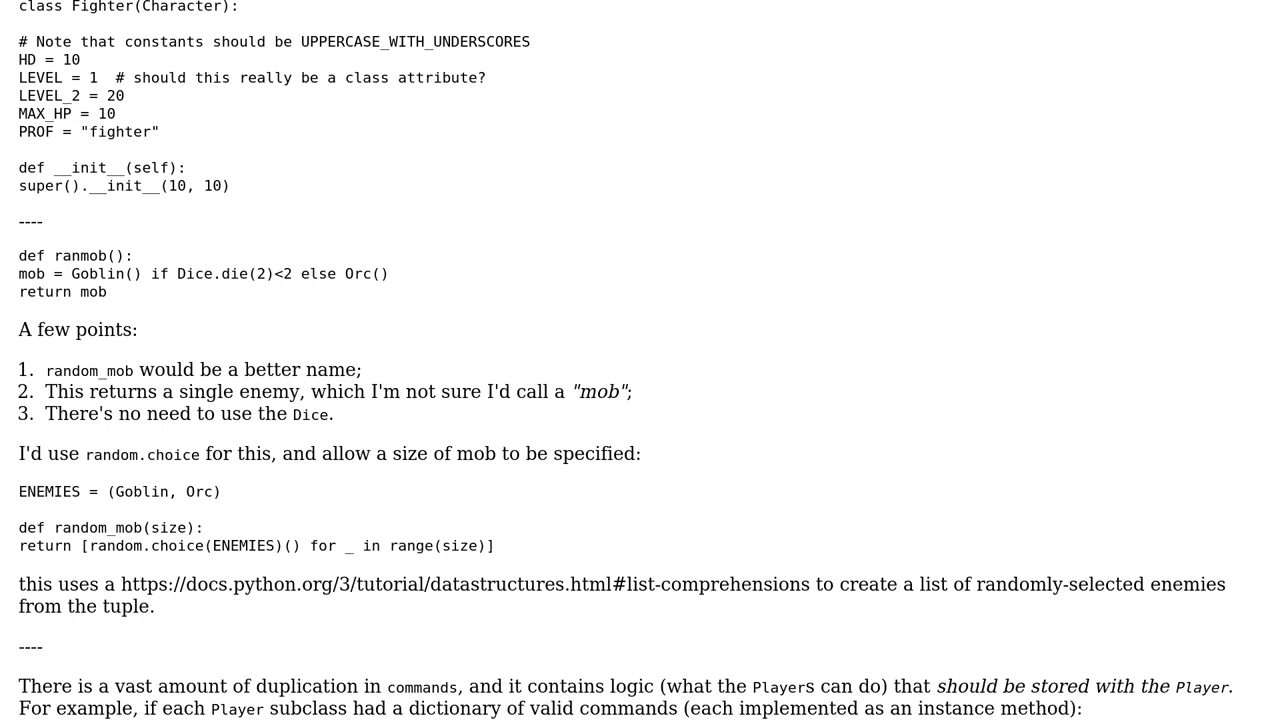 class Fighter(Character):
# Note that constants should be UPPERCASE_WITH_UNDERSCORES
HD = 10
LEVEL = 1  # should this really be a class attribute?
LEVEL_2 = 20
MAX_HP = 10
PROF = "fighter"
def __init__(self):
super().__init__(10, 10)
----
def ranmob():
mob = Goblin() if Dice.die(2)<2 else Orc()
return mob
A few points:
1. random_mob would be a better name;
2. This returns a single enemy, which I'm not sure I'd call a "mob";
3. There's no need to use the Dice.
I'd use random.choice for this, and allow a size of mob to be specified:
ENEMIES = (Goblin, Orc)
def random_mob(size):
return [random.choice(ENEMIES)() for _ in range(size)]
this uses a https://docs.python.org/3/tutorial/datastructures.html#list-comprehensions to create a list of randomly-selected enemies
from the tuple.
----
There is a vast amount of duplication in commands, and it contains logic (what the Players can do) that should be stored with the Player.
For example, if each Player subclass had a dictionary of valid commands (each implemented as an instance method):